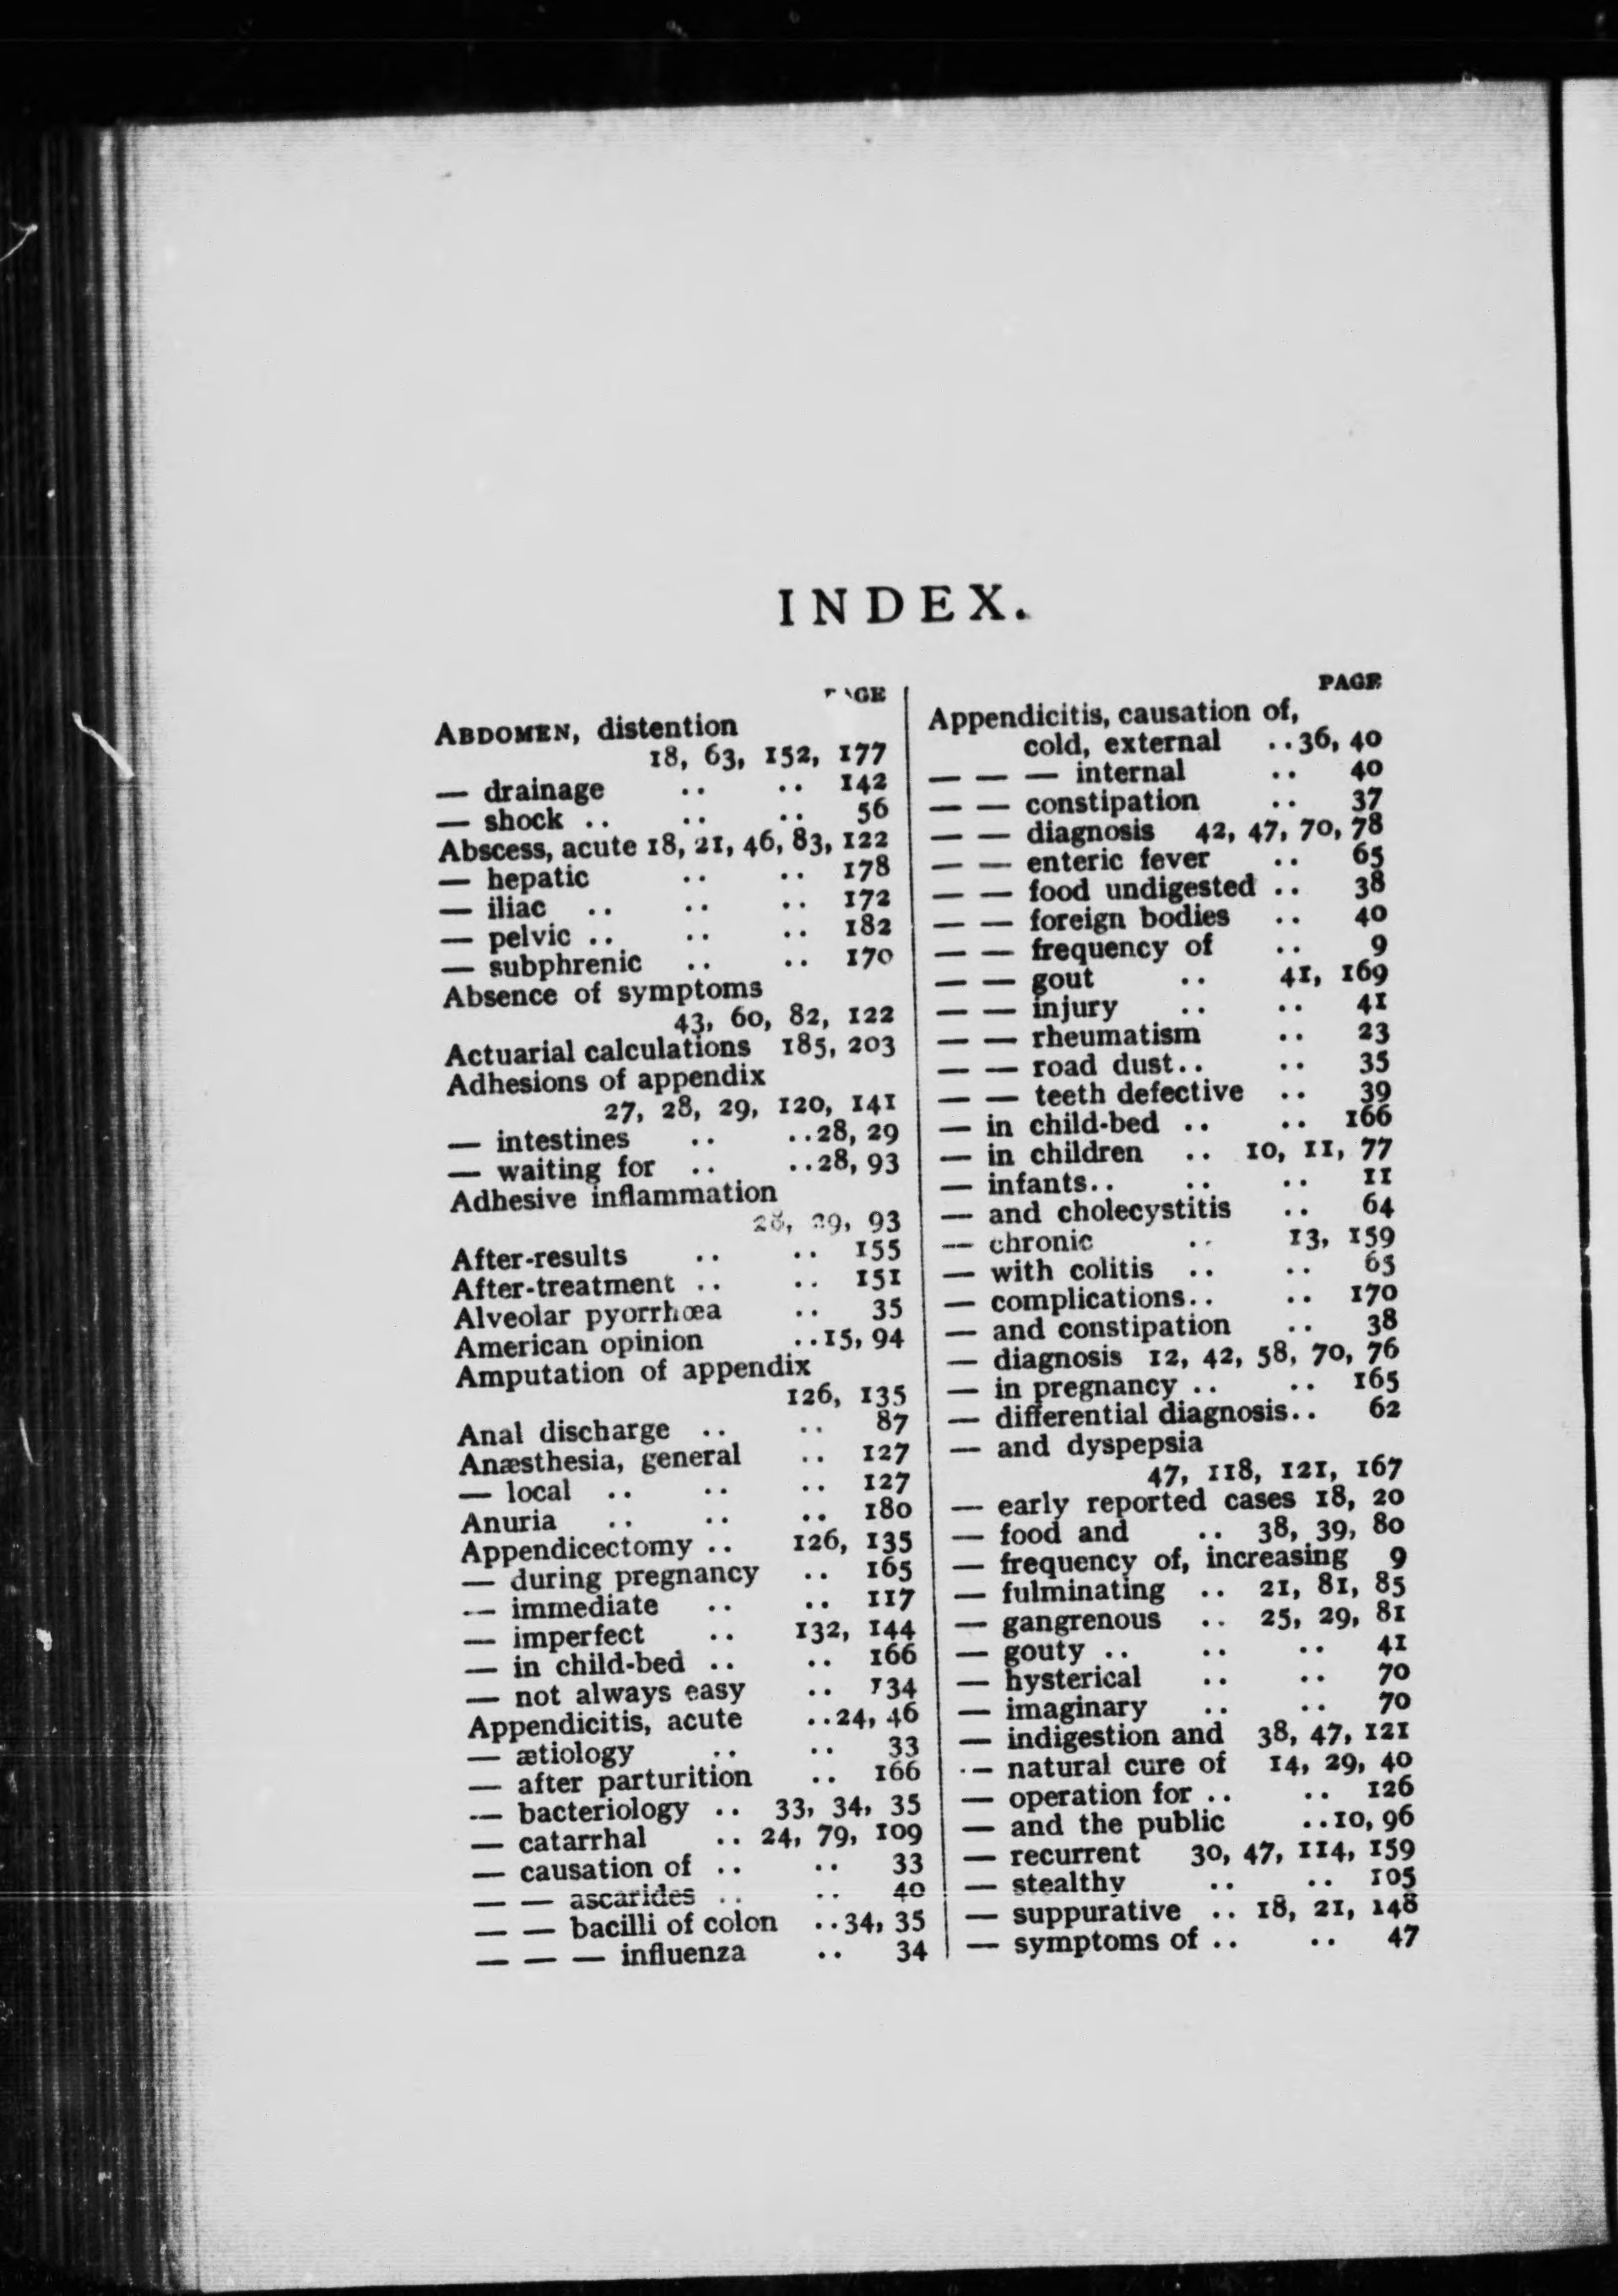 INDEX.
PAGE
ABDOMEN, distention
18, 63, 152, 177
— drainage .. .. 142
— shock .. .. .. 56
Abscess, acute 18, 21, 46, 83, 122
— hepatic .. .. 178
— iliac .. .. .. 172
— pelvic .. .. .. 182
— subphrenic .. .. 170
Absence of symptoms
43, 60, 82, 122
Actuarial calculations 185, 203
Adhesions of appendix
27, 28, 29, 120, 141
— intestines .. ..28, 29
— waiting for .. ..28, 93
Adhesive inflammation
28, 29, 93
After-results .. .. 155
After-treatment .. .. 151
Alveolar pyorrhœa .. 35
American opinion ..15, 94
Amputation of appendix
126, 135
Anal discharge .. .. 87
Anæsthesia, general .. 127
— local .. .. .. 127
Anuria .. .. .. 180
Appendicectomy .. 126, 135
— during pregnancy .. 165
— immediate .. .. 117
— imperfect .. 132, 144
— in child-bed .. .. 166
— not always easy .. 134
Appendicitis, acute ..24, 46
— ætiology .. .. 33
— after parturition .. 166
— bacteriology .. 33, 34, 35
— catarrhal .. 24, 79, 109
— causation of .. .. 33
— — ascarides .. .. 40
— — bacilli of colon ..34, 35
— — — influenza .. 34
PAGE
Appendicitis, causation of,
cold, external ..36, 40
— — — internal .. 40
— — constipation .. 37
— — diagnosis 42, 47, 70, 78
— — enteric fever .. 65
— — food undigested .. 38
— — foreign bodies .. 40
— — frequency of .. 9
— — gout .. 41, 169
— — injury .. .. 41
— — rheumatism .. 23
— — road dust.. .. 35
— — teeth defective .. 39
— in child-bed .. .. 166
— in children .. 10, 11, 77
— infants.. .. .. 11
— and cholecystitis .. 64
— chronic .. 13, 159
— with colitis .. .. 65
— complications.. .. 170
— and constipation .. 38
— diagnosis 12, 42, 58, 70, 76
— in pregnancy .. .. 165
— differential diagnosis.. 62
— and dyspepsia
47, 118, 121, 167
— early reported cases 18, 20
— food and .. 38, 39, 80
— frequency of, increasing 9
— fulminating .. 21, 81, 85
— gangrenous .. 25, 29, 81
— gouty .. .. .. 41
— hysterical .. .. 70
— imaginary .. .. 70
— indigestion and 38, 47, 121
— natural cure of 14, 29, 40
— operation for .. .. 126
— and the public ..10, 96
— recurrent 30, 47, 114, 159
— stealthy .. .. 105
— suppurative .. 18, 21, 148
— symptoms of .. .. 47